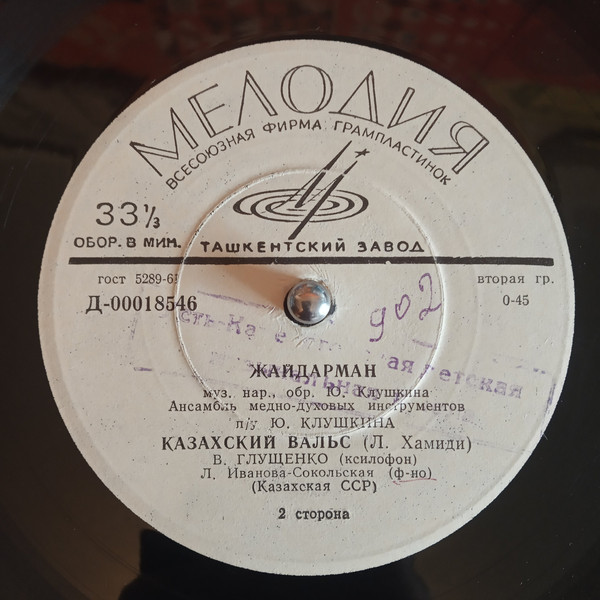 МЕЛОДИЯ
ВСЕСОЮЗНАЯ ФИРМА ГРАМПЛАСТИНОК
33⅓
ОБОР. В МИН.
ТАШКЕНТСКИЙ ЗАВОД
гост 5289-61
вторая гр.
Д-00018546
0-45
902
детская
ЖАЙДАРМАН
муз. нар., обр. Ю. Клушкина
Ансамбль медно-духовых инструментов
п/у Ю. КЛУШКИНА
КАЗАХСКИЙ ВАЛЬС (Л. Хамиди)
В. ГЛУЩЕНКО (ксилофон)
Л. Иванова-Сокольская (ф-но)
(Казахская ССР)
2 сторона